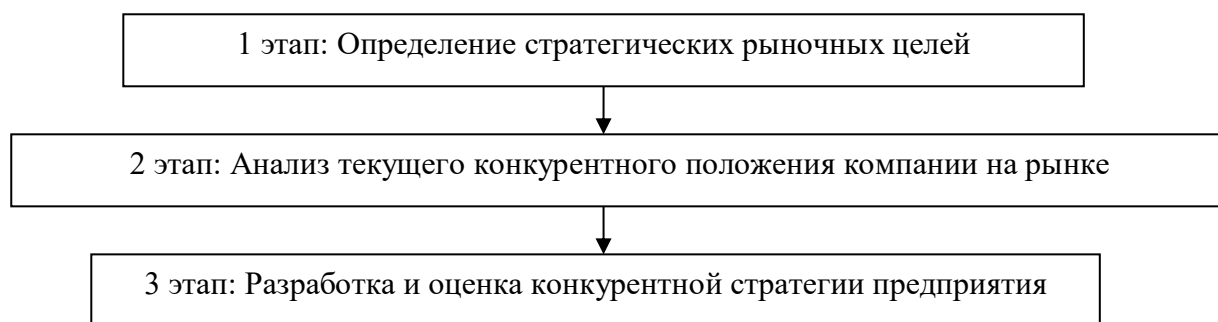 1 этап: Определение стратегических рыночных целей
2 этап: Анализ текущего конкурентного положения компании на рынке
3 этап: Разработка и оценка конкурентной стратегии предприятия